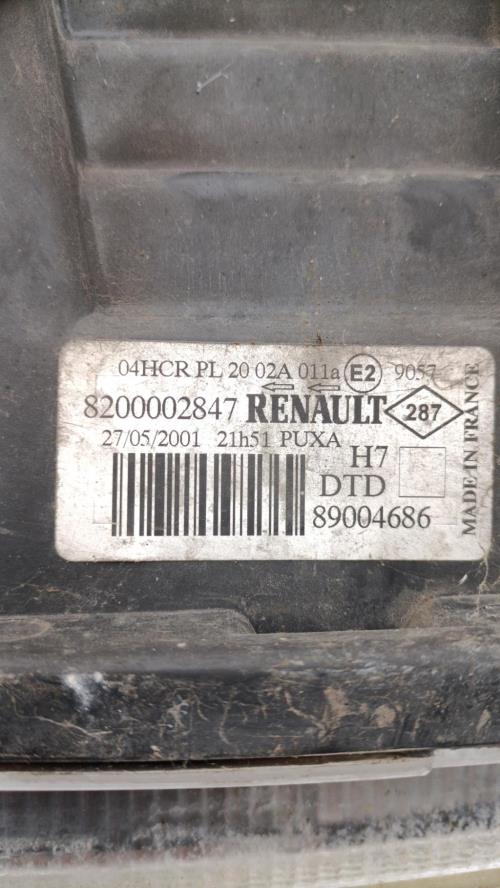 04HCR PL 20 02A 011a E2 9057
8200002847 RENAULT 287
27/05/2001 21h51 PUXA
H7
DTD
89004686
MADE IN FRANCE